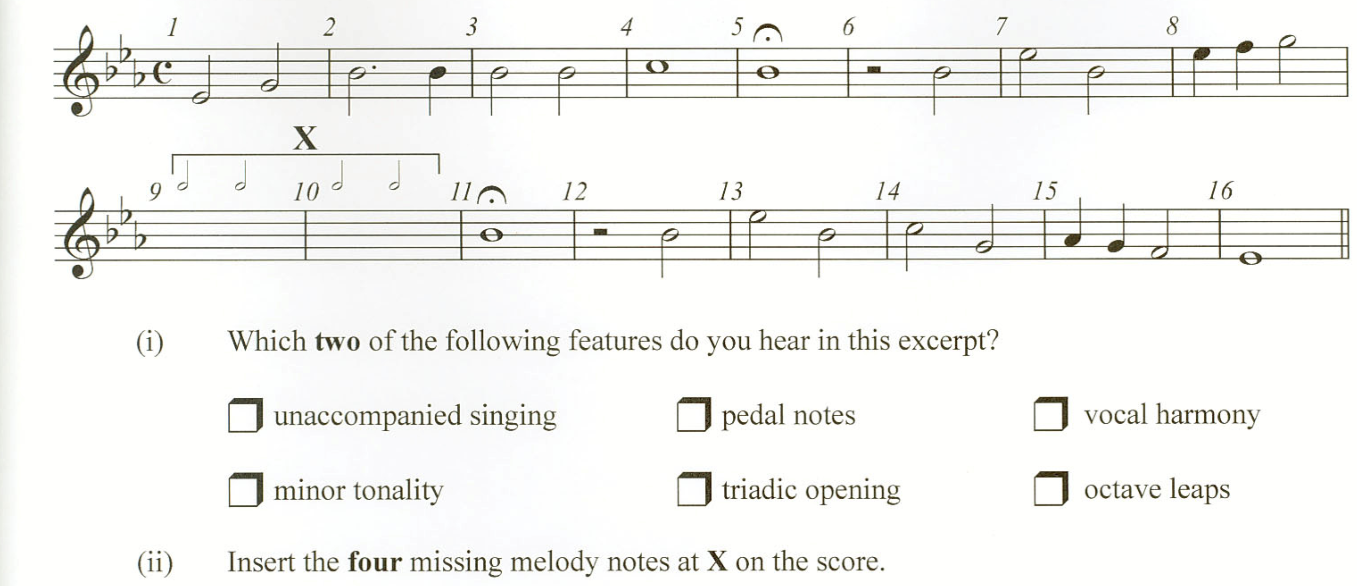 1 2 3 4 5 6 7 8
X
9 10 11 12 13 14 15 16
(i) Which two of the following features do you hear in this excerpt?
unaccompanied singing pedal notes vocal harmony
minor tonality triadic opening octave leaps
(ii) Insert the four missing melody notes at X on the score.